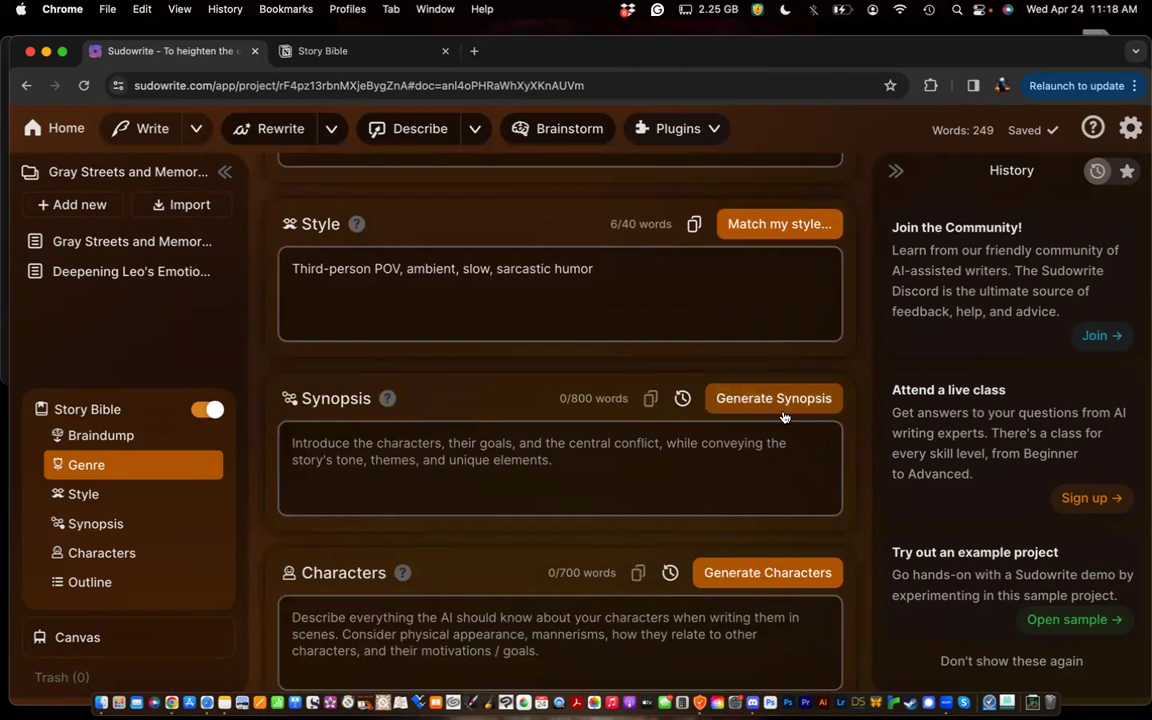 Chrome File Edit View History Bookmarks Profiles Tab Window Help 2.25 GB Wed Apr 24 11:18 AM
Sudowrite - To heighten the e Story Bible
sudowrite.com/app/project/rF4pz13rbnMXjeBygZnA#doc=anl4oPHRaWhXyXKnAUVm Relaunch to update
Home Write Rewrite Describe Brainstorm Plugins Words: 249 Saved
Gray Streets and Memor...
Add new Import
Gray Streets and Memor...
Deepening Leo's Emotio...
Story Bible
Braindump
Genre
Style
Synopsis
Characters
Outline
Canvas
Trash (0)
Style 6/40 words Match my style...
Third-person POV, ambient, slow, sarcastic humor
Synopsis 0/800 words Generate Synopsis
Introduce the characters, their goals, and the central conflict, while conveying the
story's tone, themes, and unique elements.
Characters 0/700 words Generate Characters
Describe everything the AI should know about your characters when writing them in
scenes. Consider physical appearance, mannerisms, how they relate to other
characters, and their motivations / goals.
History
Join the Community!
Learn from our friendly community of
AI-assisted writers. The Sudowrite
Discord is the ultimate source of
feedback, help, and advice.
Join →
Attend a live class
Get answers to your questions from AI
writing experts. There's a class for
every skill level, from Beginner
to Advanced.
Sign up →
Try out an example project
Go hands-on with a Sudowrite demo by
experimenting in this sample project.
Open sample →
Don't show these again